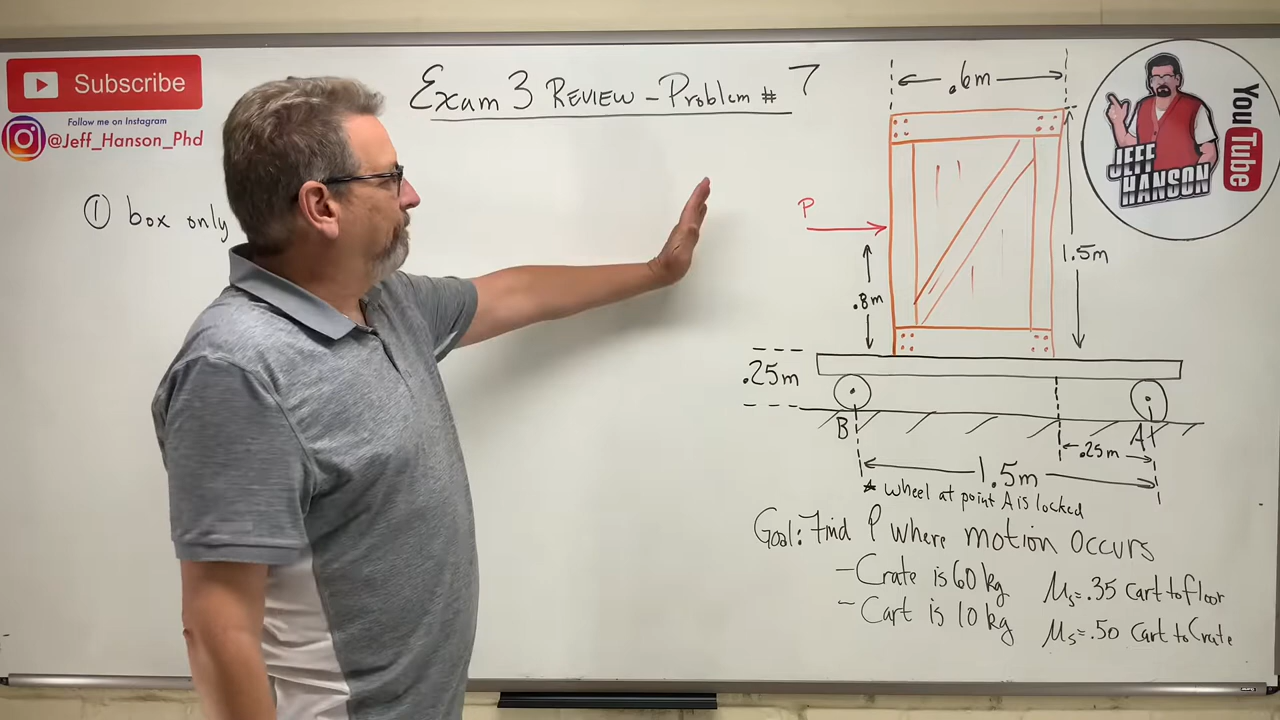 Subscribe
Follow me on Instagram
@Jeff_Hanson_Phd
Exam 3 Review - Problem # 7
① box only
.6m
P
1.5m
.8m
.25m
B
A
.25m
1.5m
* wheel at point A is locked
Goal: Find P where motion occurs
- Crate is 60 kg
μs = .35 cart to floor
- Cart is 10 kg
μs = .50 Cart to Crate
JEFF
HANSON
YouTube